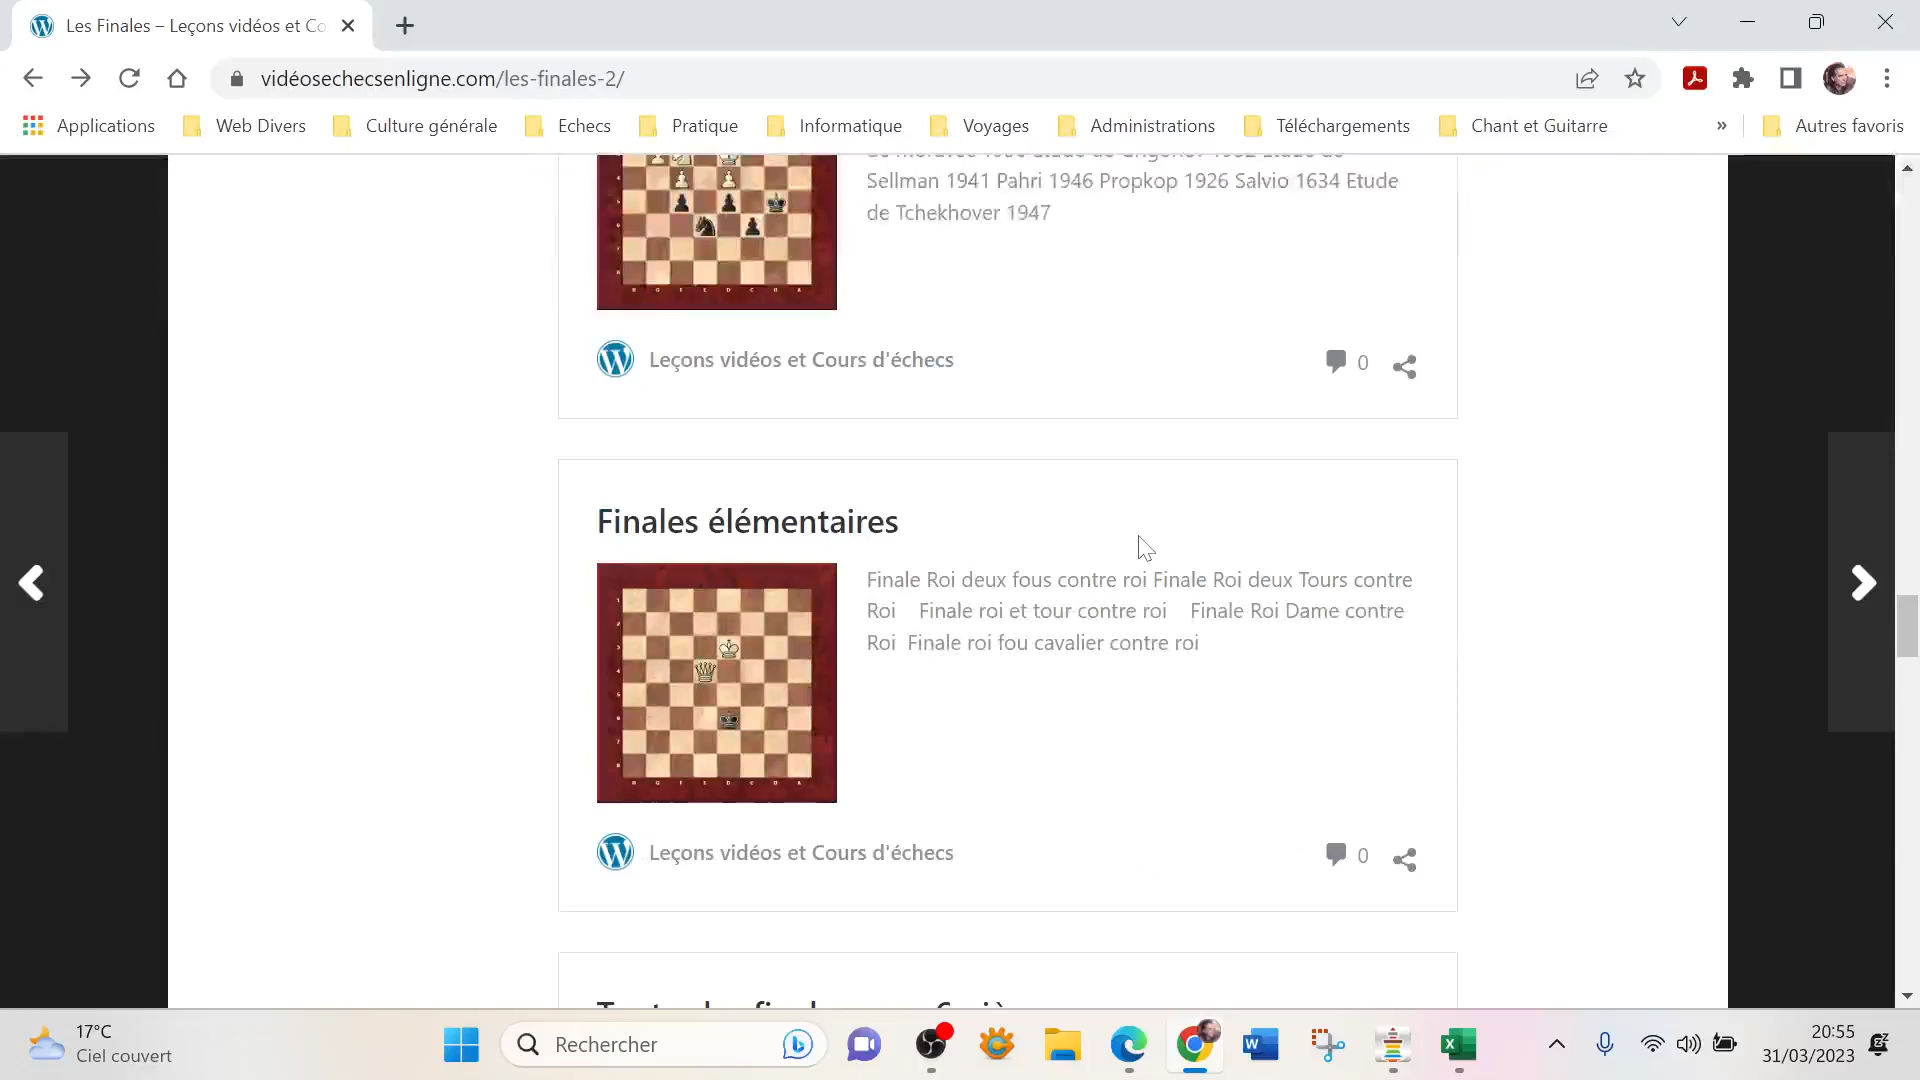 Les Finales – Leçons vidéos et Co
vidéosechecsenligne.com/les-finales-2/
Applications
Web Divers
Culture générale
Echecs
Pratique
Informatique
Voyages
Administrations
Téléchargements
Chant et Guitarre
»
Autres favoris
Sellman 1941 Pahri 1946 Propkop 1926 Salvio 1634 Etude
de Tchekhover 1947
Leçons vidéos et Cours d'échecs
0
Finales élémentaires
Finale Roi deux fous contre roi Finale Roi deux Tours contre
Roi Finale roi et tour contre roi Finale Roi Dame contre
Roi Finale roi fou cavalier contre roi
Leçons vidéos et Cours d'échecs
0
17°C
Ciel couvert
Rechercher
20:55
31/03/2023